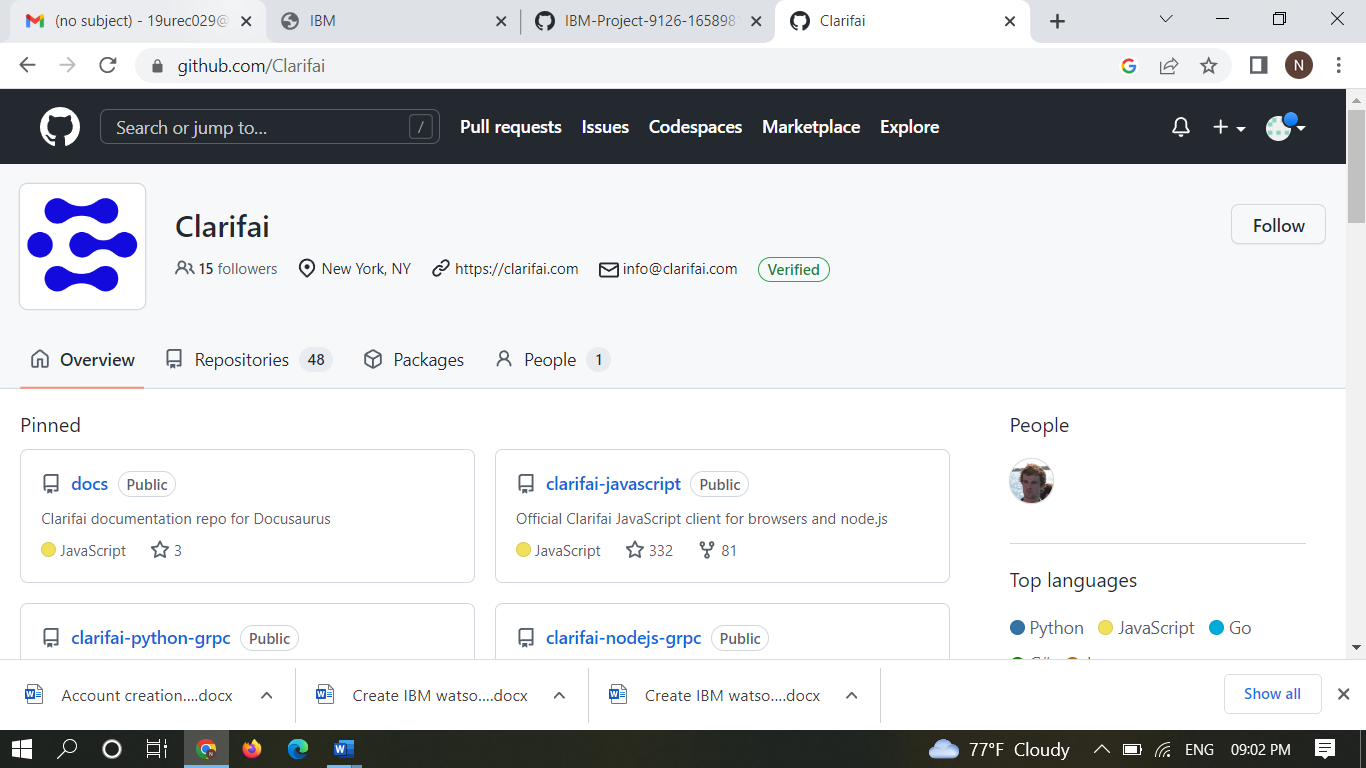 (no subject) - 19urec029@
IBM
IBM-Project-9126-165898
Clarifai
github.com/Clarifai
N
Search or jump to...
/
Pull requests
Issues
Codespaces
Marketplace
Explore
Clarifai
Follow
15 followers
New York, NY
https://clarifai.com
info@clarifai.com
Verified
Overview
Repositories 48
Packages
People 1
Pinned
People
docs Public
Clarifai documentation repo for Docusaurus
JavaScript 3
clarifai-javascript Public
Official Clarifai JavaScript client for browsers and node.js
JavaScript 332 81
Top languages
Python JavaScript Go
clarifai-python-grpc Public
clarifai-nodejs-grpc Public
Account creation....docx
Create IBM watso....docx
Create IBM watso....docx
Show all
77°F Cloudy
ENG
09:02 PM